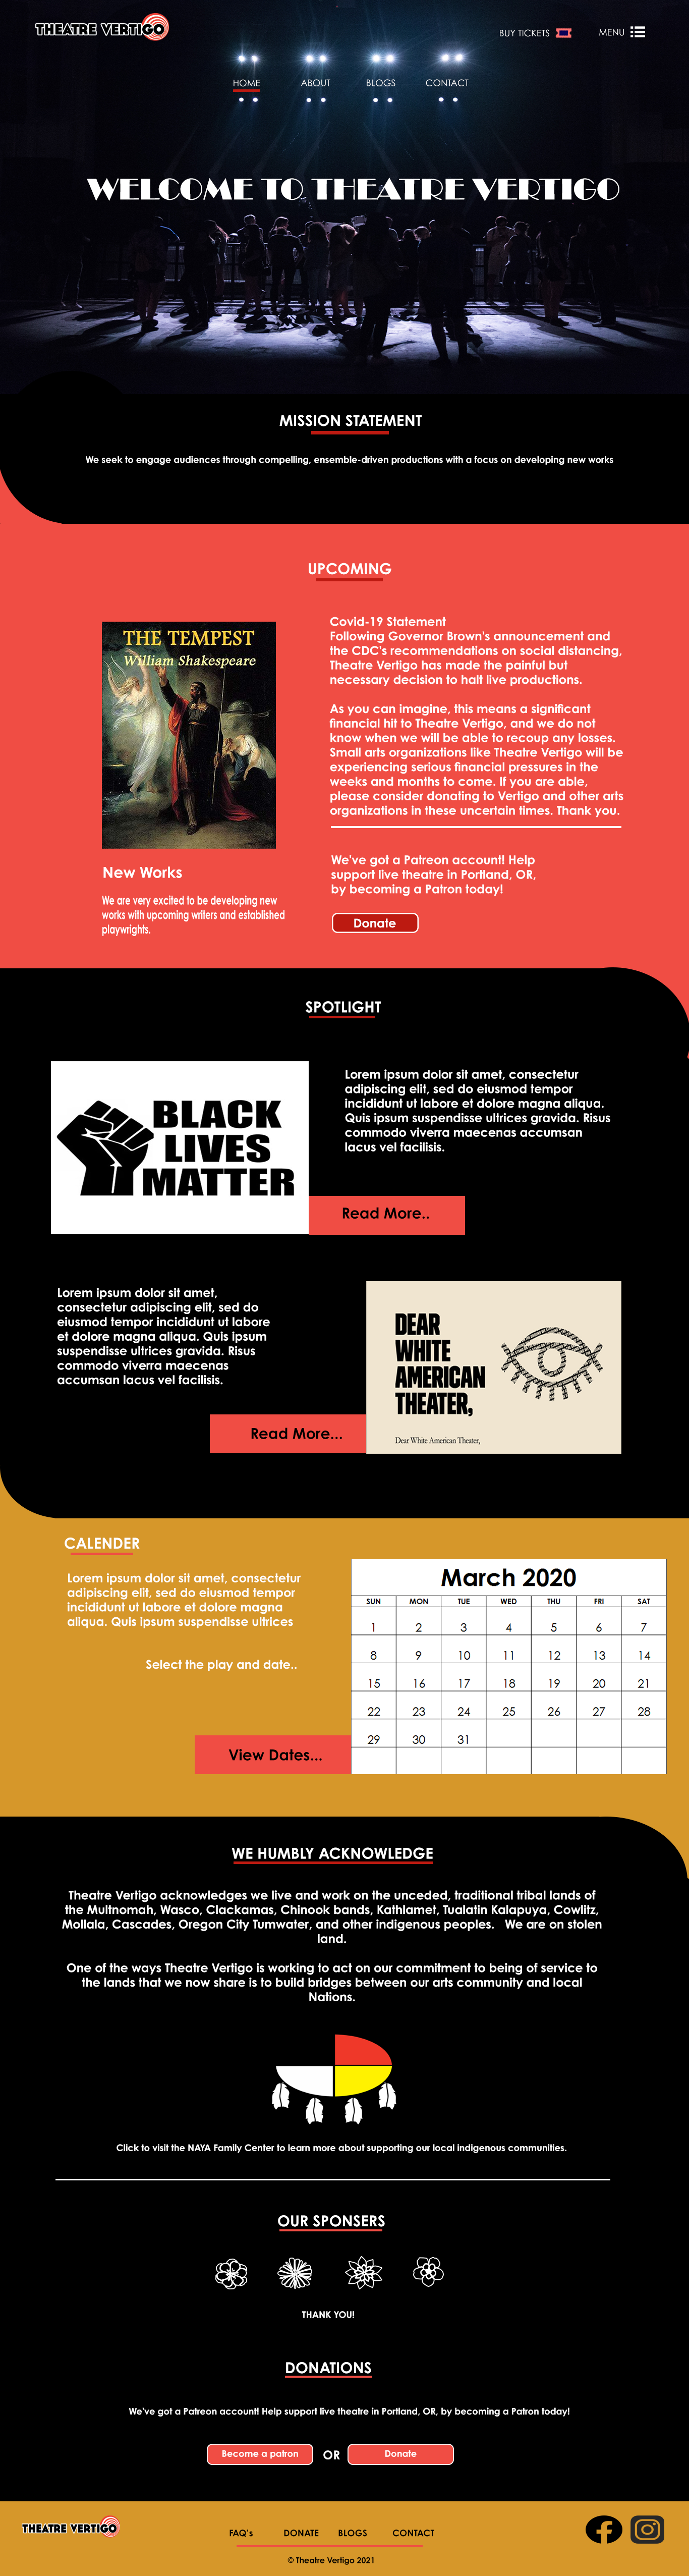 THEATRE VERTIGO
BUY TICKETS
MENU
HOME
ABOUT
BLOGS
CONTACT
WELCOME TO THEATRE VERTIGO
MISSION STATEMENT
We seek to engage audiences through compelling, ensemble-driven productions with a focus on developing new works
UPCOMING
THE TEMPEST
William Shakespeare
New Works
We are very excited to be developing new
works with upcoming writers and established
playwrights.
Covid-19 Statement
Following Governor Brown's announcement and
the CDC's recommendations on social distancing,
Theatre Vertigo has made the painful but
necessary decision to halt live productions.
As you can imagine, this means a significant
financial hit to Theatre Vertigo, and we do not
know when we will be able to recoup any losses.
Small arts organizations like Theatre Vertigo will be
experiencing serious financial pressures in the
weeks and months to come. If you are able,
please consider donating to Vertigo and other arts
organizations in these uncertain times. Thank you.
We've got a Patreon account! Help
support live theatre in Portland, OR,
by becoming a Patron today!
Donate
SPOTLIGHT
BLACK
LIVES
MATTER
Lorem ipsum dolor sit amet, consectetur
adipiscing elit, sed do eiusmod tempor
incididunt ut labore et dolore magna aliqua.
Quis ipsum suspendisse ultrices gravida. Risus
commodo viverra maecenas accumsan
lacus vel facilisis.
Read More..
Lorem ipsum dolor sit amet,
consectetur adipiscing elit, sed do
eiusmod tempor incididunt ut labore
et dolore magna aliqua. Quis ipsum
suspendisse ultrices gravida. Risus
commodo viverra maecenas
accumsan lacus vel facilisis.
Read More...
DEAR
WHITE
AMERICAN
THEATER,
Dear White American Theater,
CALENDER
Lorem ipsum dolor sit amet, consectetur
adipiscing elit, sed do eiusmod tempor
incididunt ut labore et dolore magna
aliqua. Quis ipsum suspendisse ultrices
Select the play and date..
View Dates...
March 2020
SUN MON TUE WED THU FRI SAT
1 2 3 4 5 6 7
8 9 10 11 12 13 14
15 16 17 18 19 20 21
22 23 24 25 26 27 28
29 30 31
WE HUMBLY ACKNOWLEDGE
Theatre Vertigo acknowledges we live and work on the unceded, traditional tribal lands of
the Multnomah, Wasco, Clackamas, Chinook bands, Kathlamet, Tualatin Kalapuya, Cowlitz,
Mollala, Cascades, Oregon City Tumwater, and other indigenous peoples. We are on stolen
land.
One of the ways Theatre Vertigo is working to act on our commitment to being of service to
the lands that we now share is to build bridges between our arts community and local
Nations.
Click to visit the NAYA Family Center to learn more about supporting our local indigenous communities.
OUR SPONSERS
THANK YOU!
DONATIONS
We've got a Patreon account! Help support live theatre in Portland, OR, by becoming a Patron today!
Become a patron
OR
Donate
THEATRE VERTIGO
FAQ's
DONATE
BLOGS
CONTACT
© Theatre Vertigo 2021